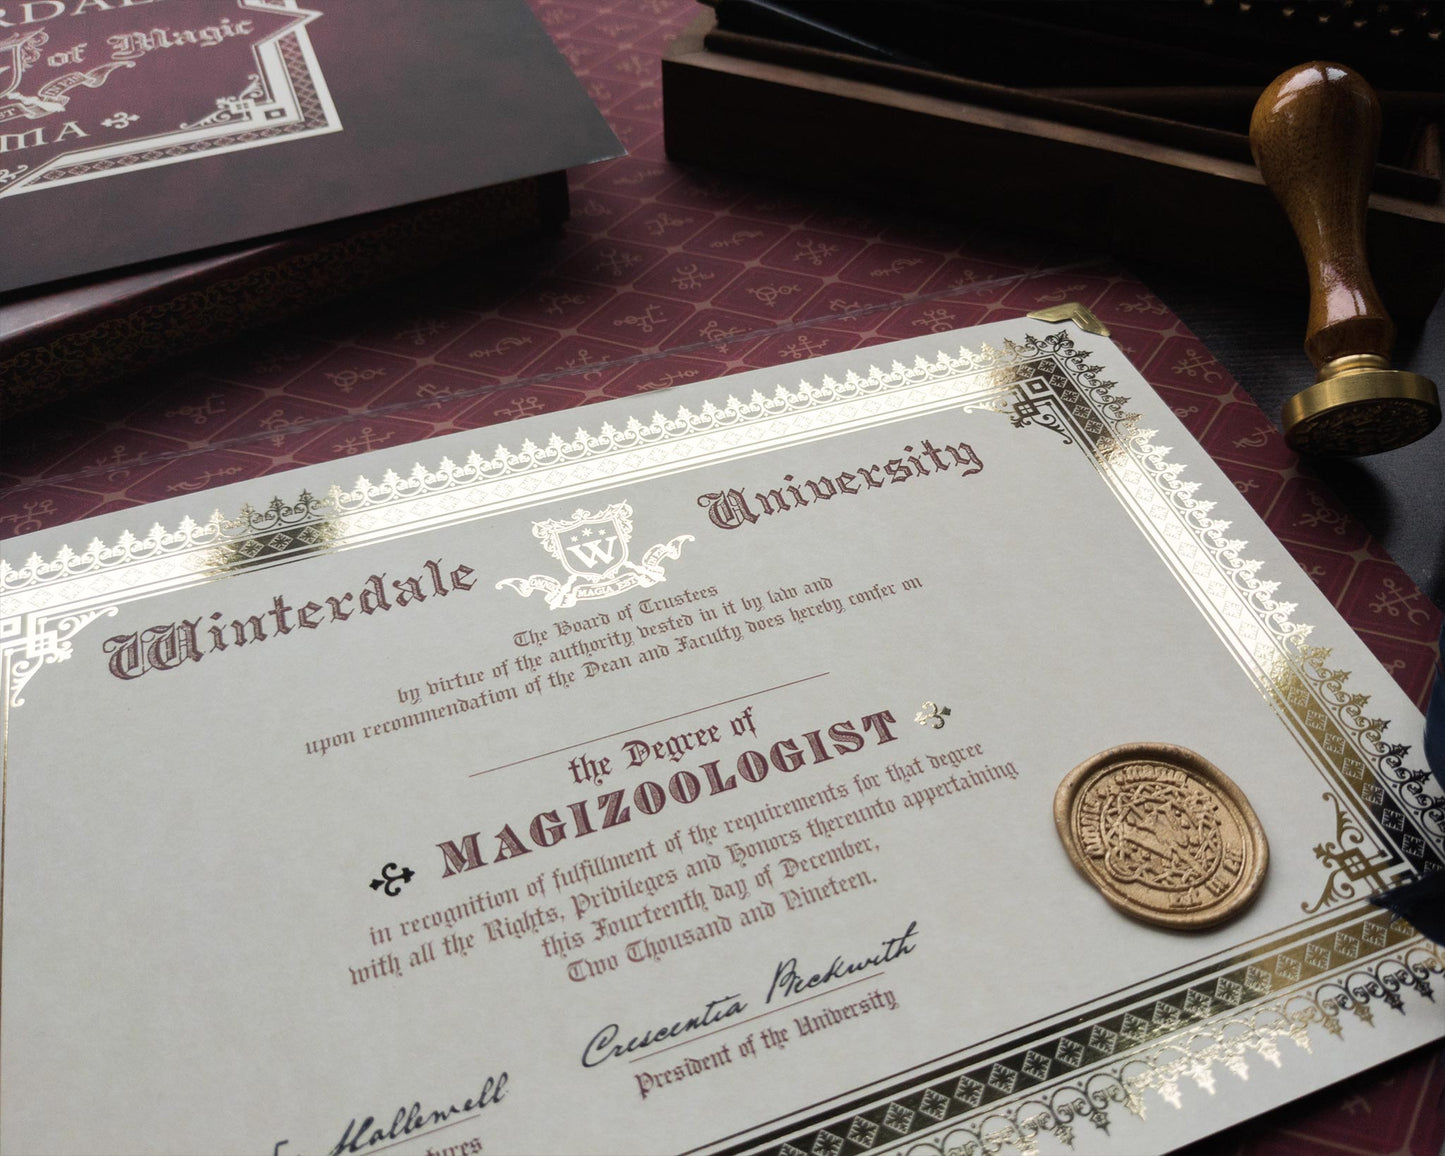 of Magic
Winterdale University
W
MAGIA
The Board of Trustees
by virtue of the authority vested in it by law and
upon recommendation of the Dean and Faculty does hereby confer on
the Degree of
MAGIZOOLOGIST
in recognition of fulfillment of the requirements for that degree
with all the Rights, Privileges and Honors thereunto appertaining
this Fourteenth day of December,
Two Thousand and Nineteen.
Crescentia Beckwith
President of the University
Hallewell